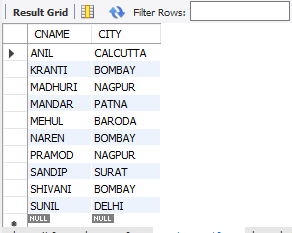 Result Grid Filter Rows:
CNAME CITY
ANIL CALCUTTA
KRANTI BOMBAY
MADHURI NAGPUR
MANDAR PATNA
MEHUL BARODA
NAREN BOMBAY
PRAMOD NAGPUR
SANDIP SURAT
SHIVANI BOMBAY
SUNIL DELHI
NULL NULL